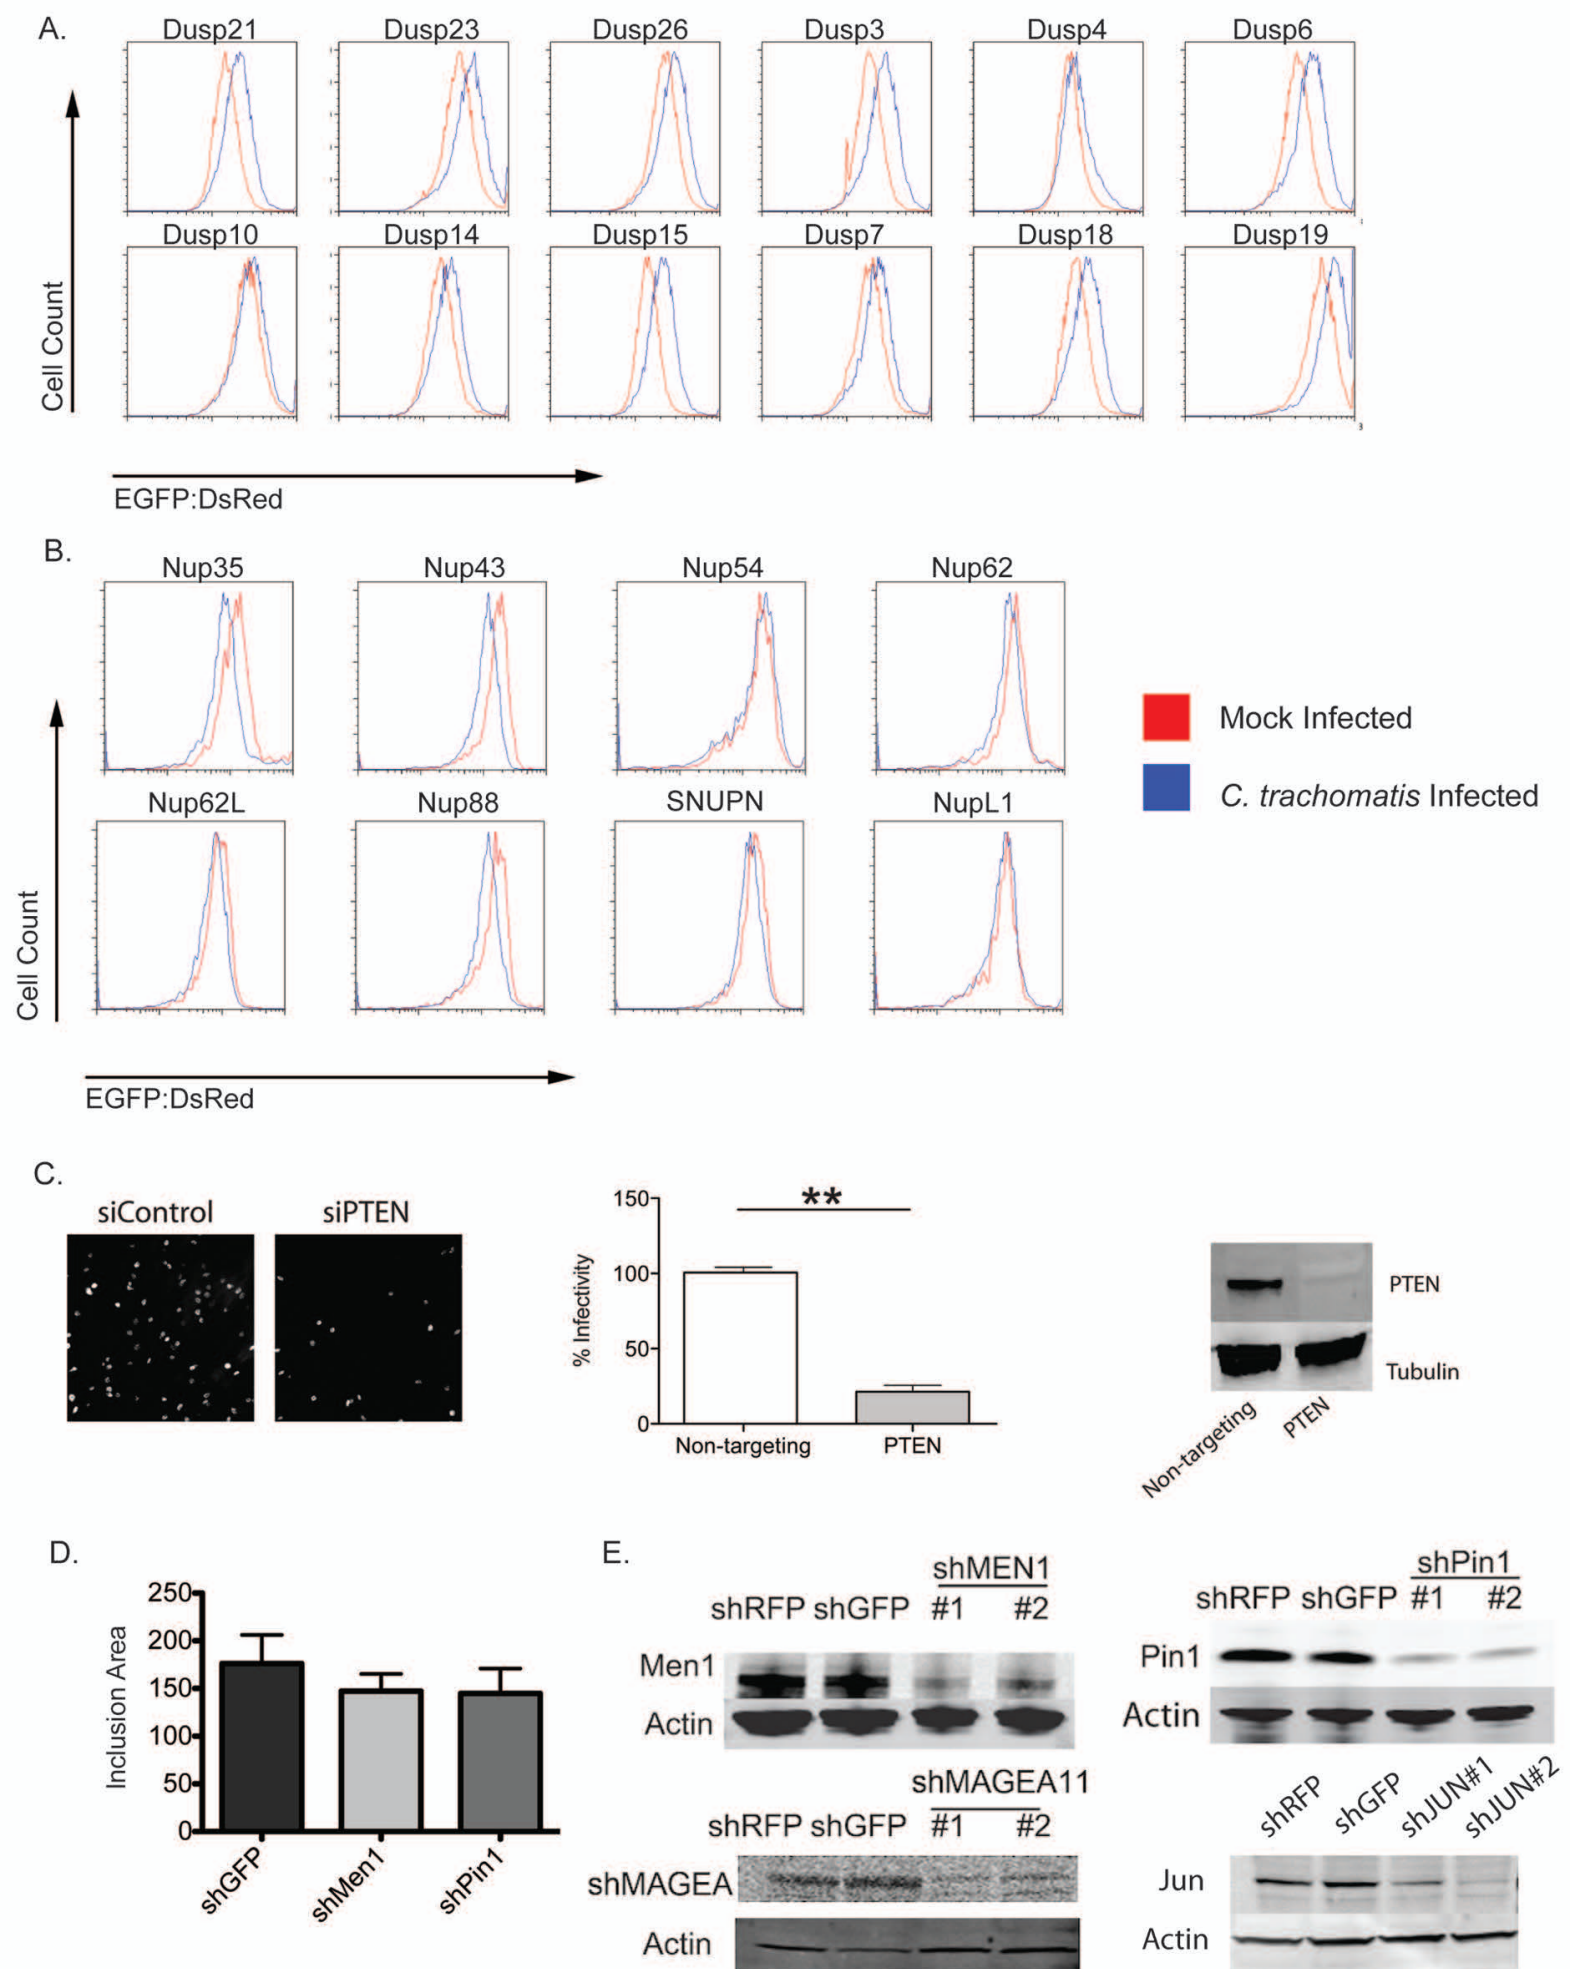 A.
Dusp21 Dusp23 Dusp26 Dusp3 Dusp4 Dusp6
Dusp10 Dusp14 Dusp15 Dusp7 Dusp18 Dusp19
Cell Count
EGFP:DsRed
B.
Nup35 Nup43 Nup54 Nup62
Mock Infected
C. trachomatis Infected
Nup62L Nup88 SNUPN NupL1
Cell Count
EGFP:DsRed
C.
siControl siPTEN
150
100
50
0
% Infectivity
**
Non-targeting PTEN
PTEN
Tubulin
Non-targeting PTEN
D.
250
200
150
100
50
0
Inclusion Area
shGFP shMen1 shPin1
E.
shMEN1
shRFP shGFP #1 #2
Men1
Actin
shPin1
shRFP shGFP #1 #2
Pin1
Actin
shMAGEA11
shRFP shGFP #1 #2
shMAGEA
Actin
shRFP shGFP shJUN#1 shJUN#2
Jun
Actin